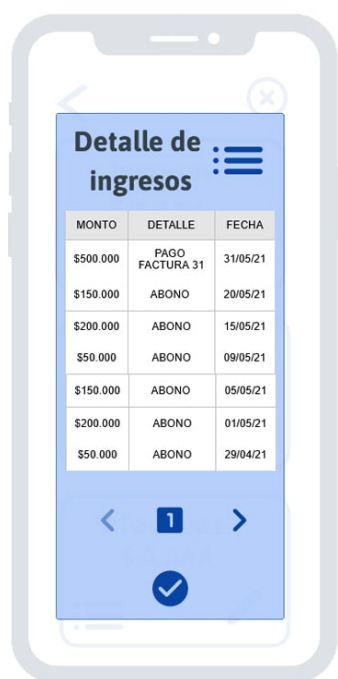 Detalle de
ingresos
MONTO DETALLE FECHA
$500.000 PAGO FACTURA 31 31/05/21
$150.000 ABONO 20/05/21
$200.000 ABONO 15/05/21
$50.000 ABONO 09/05/21
$150.000 ABONO 05/05/21
$200.000 ABONO 01/05/21
$50.000 ABONO 29/04/21
1